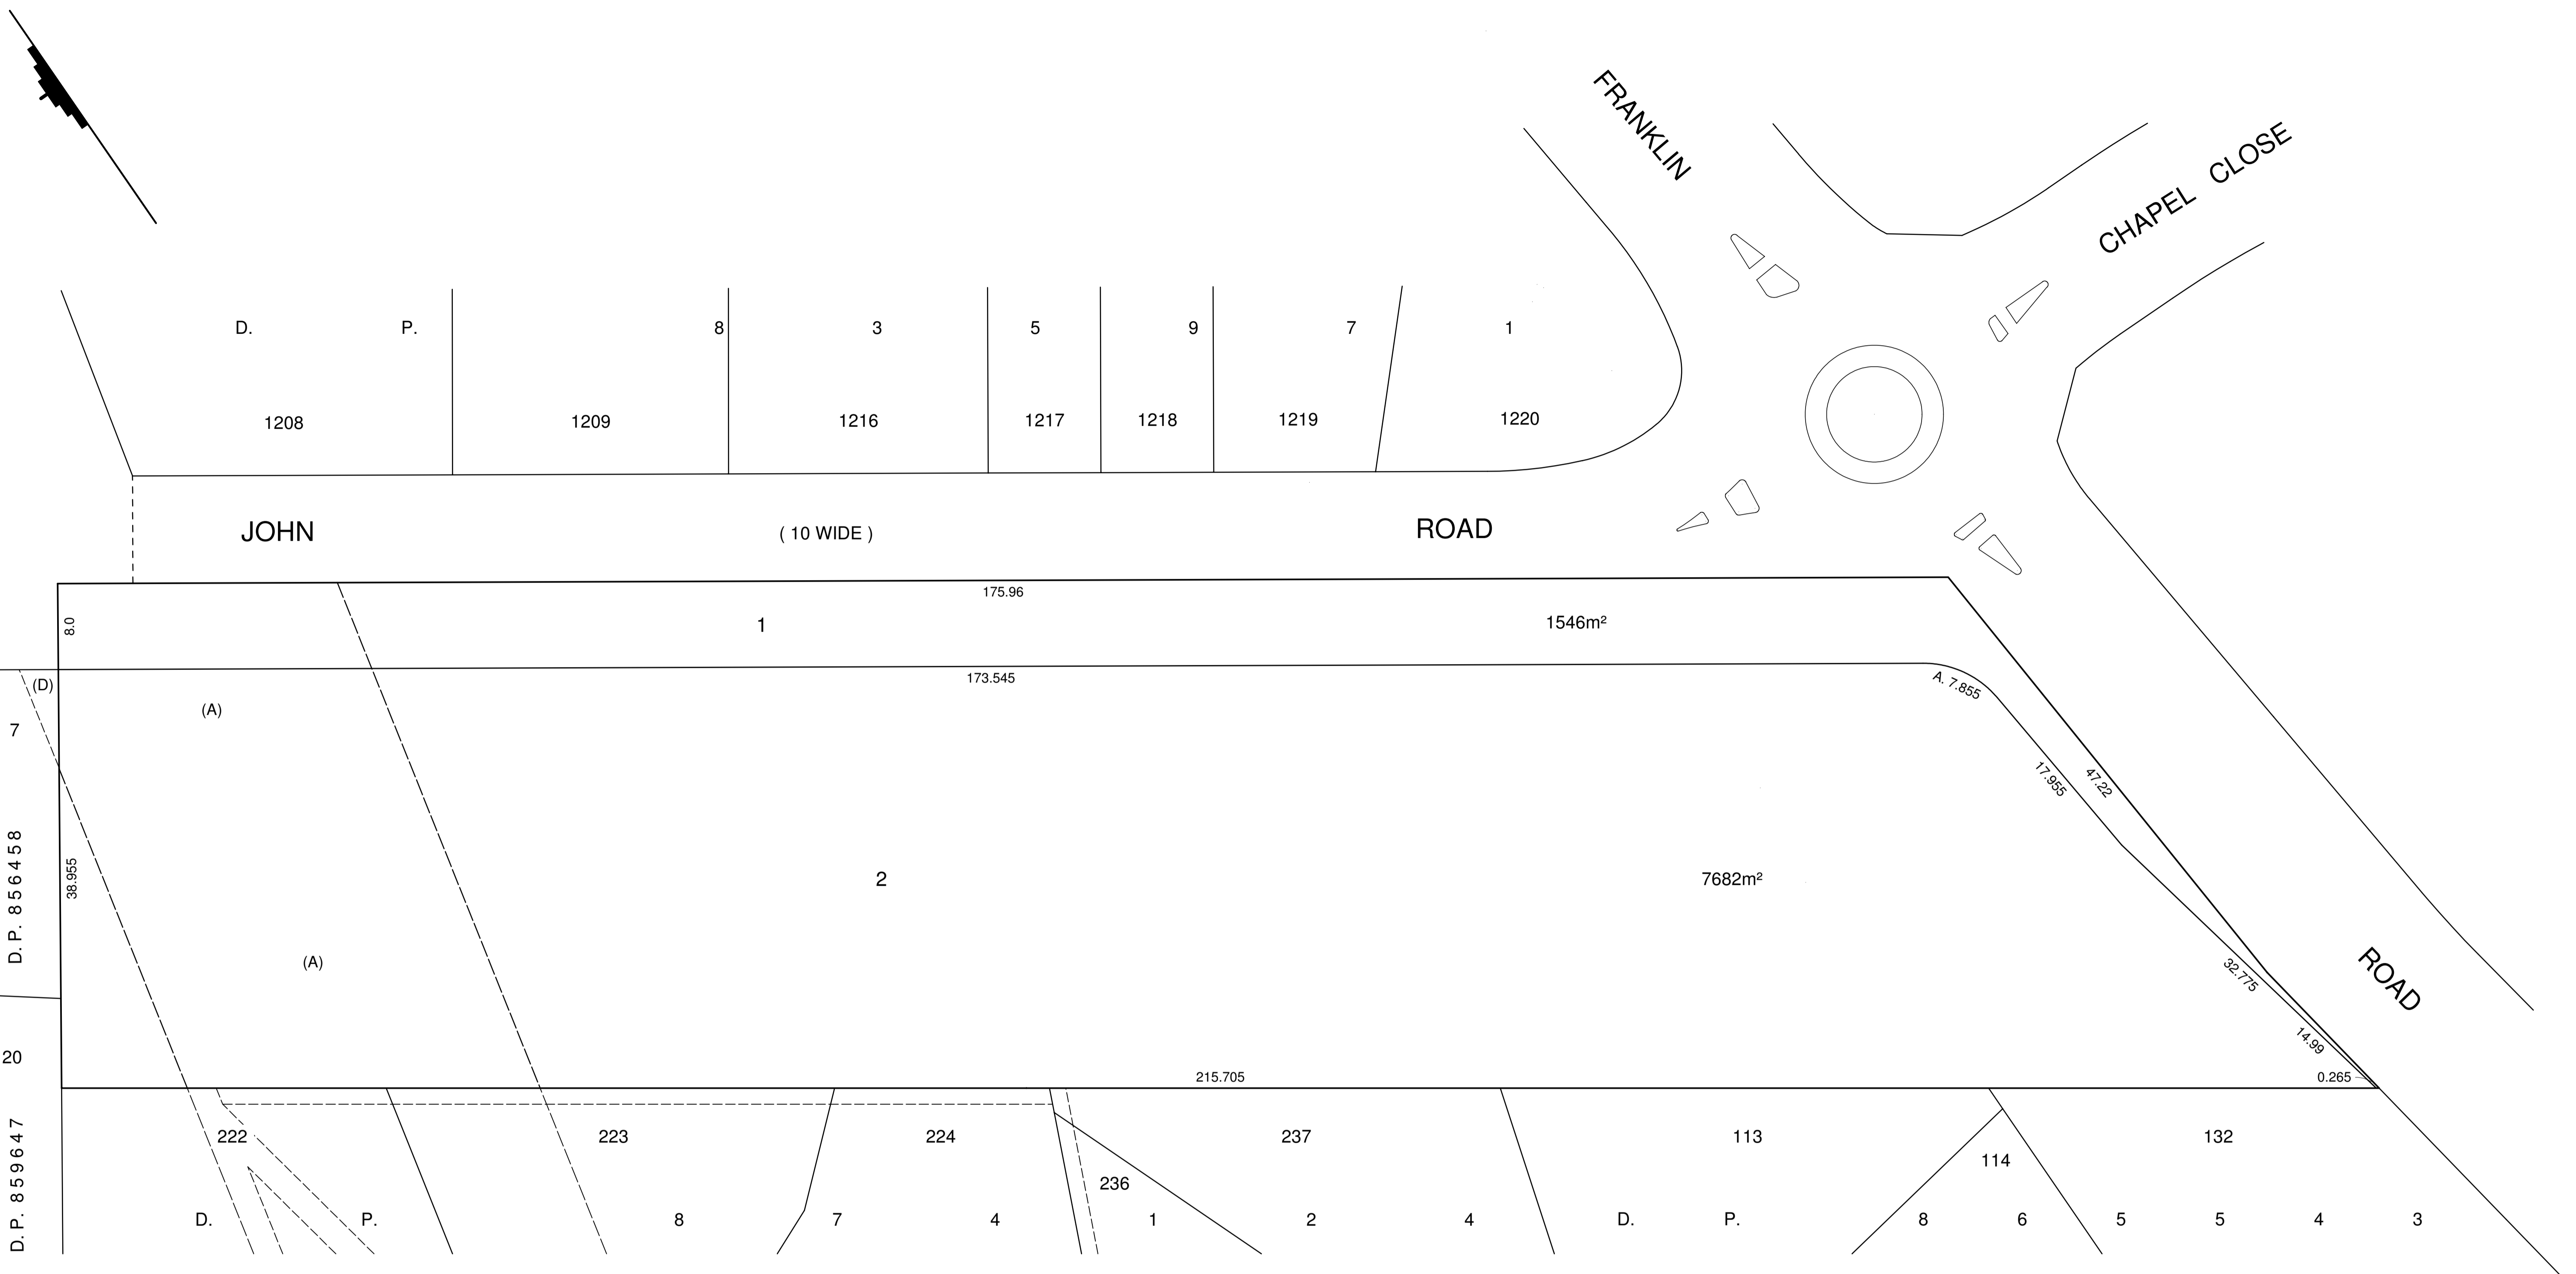 FRANKLIN
CHAPEL CLOSE
D. P. 8 3 5 9 7 1
1208 1209 1216 1217 1218 1219 1220
JOHN ( 10 WIDE ) ROAD
175.96
8.0
1
1546m²
173.545
A. 7.855
(D)
(A)
7
17.955
47.22
D.P. 856458
38.955
2
7682m²
(A)
32.775
ROAD
14.99
20
215.705
0.265
222 223 224 237 113 132
236
114
D.P. 859647
D. P. 8 7 4 1 2 4
D. P. 8 6 5 5 4 3